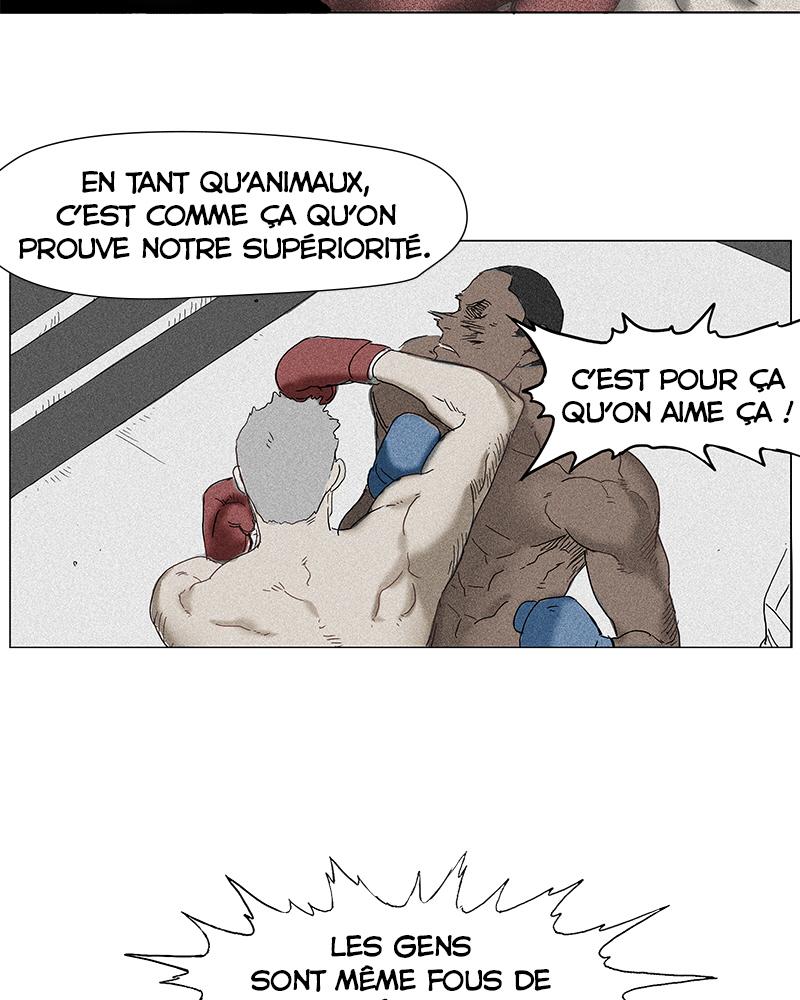 EN TANT QU'ANIMAUX,
C'EST COMME ÇA QU'ON
PROUVE NOTRE SUPÉRIORITÉ.
C'EST POUR ÇA
QU'ON AIME ÇA !
LES GENS
SONT MÊME FOUS DE